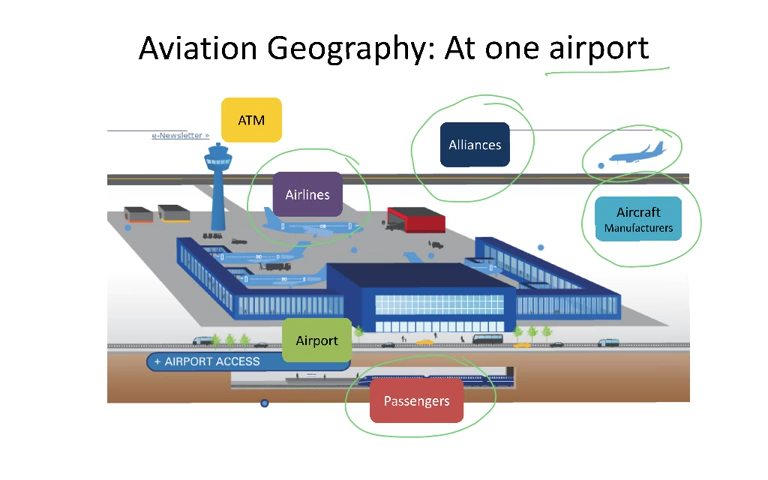 Aviation Geography: At one airport
ATM
e-Newsletter »
Alliances
Airlines
Aircraft
Manufacturers
Airport
+ AIRPORT ACCESS
Passengers